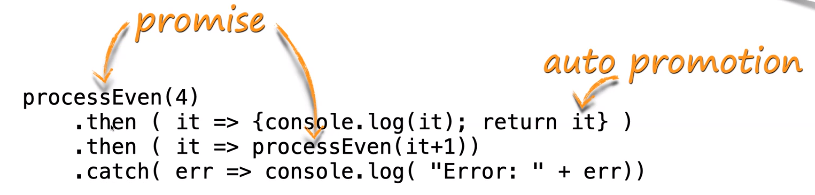 promise
auto promotion
processEven(4)
.then ( it => {console.log(it); return it} )
.then ( it => processEven(it+1))
.catch( err => console.log( "Error: " + err))